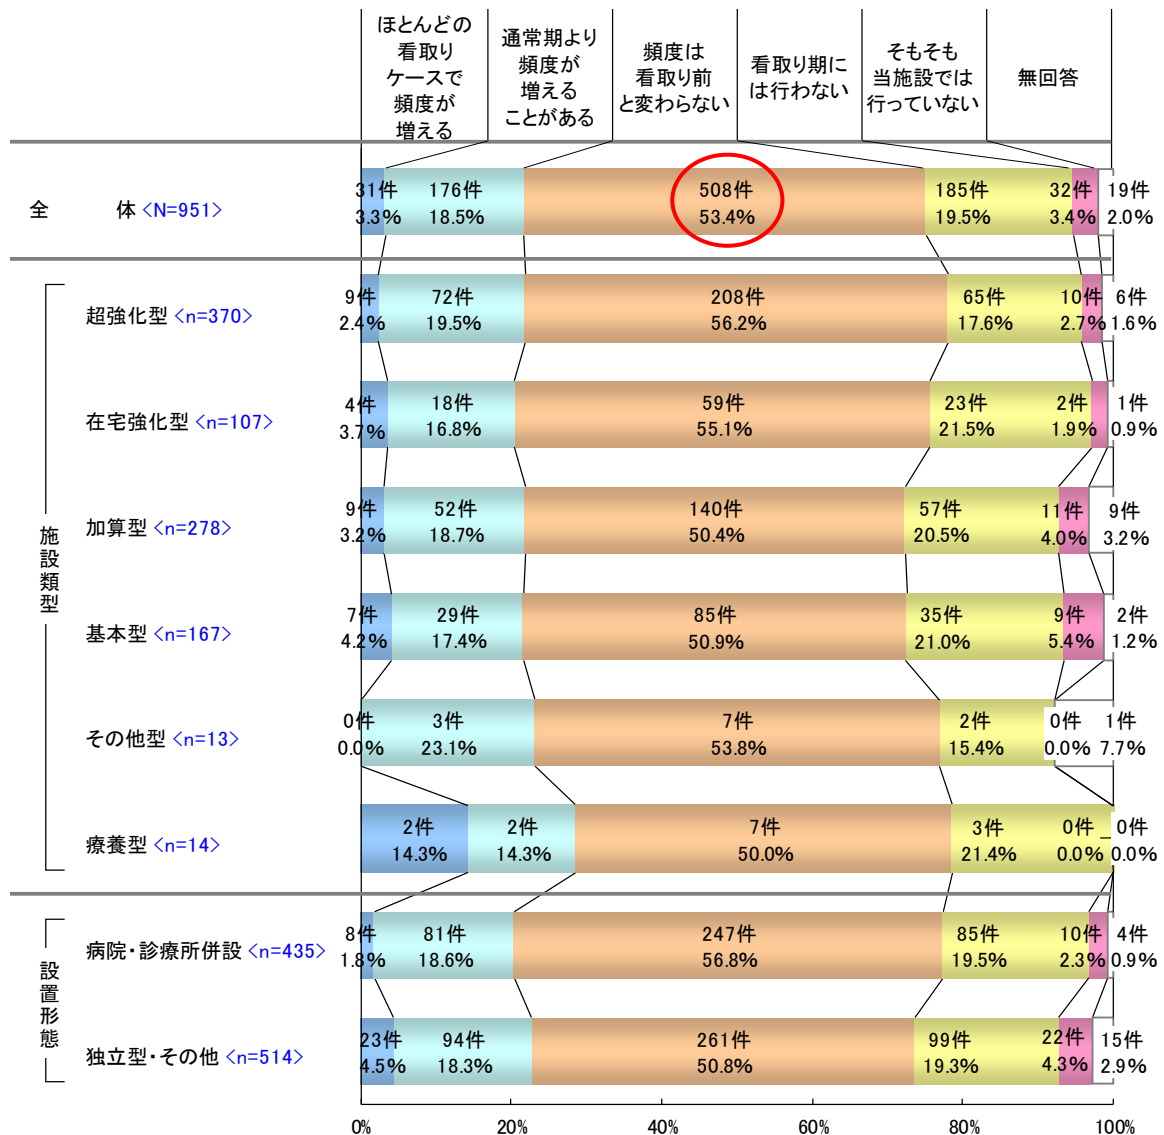 ほとんどの
看取り
ケースで
頻度が
増える
通常期より
頻度が
増える
ことがある
頻度は
看取り前
と変わらない
看取り期に
は行わない
そもそも
当施設では
行っていない
無回答
全 体 <N=951>
31件 176件 508件 185件 32件 19件
3.3% 18.5% 53.4% 19.5% 3.4% 2.0%
施設類型
超強化型 <n=370>
9件 72件 208件 65件 10件 6件
2.4% 19.5% 56.2% 17.6% 2.7% 1.6%
在宅強化型 <n=107>
4件 18件 59件 23件 2件 1件
3.7% 16.8% 55.1% 21.5% 1.9% 0.9%
加算型 <n=278>
9件 52件 140件 57件 11件 9件
3.2% 18.7% 50.4% 20.5% 4.0% 3.2%
基本型 <n=167>
7件 29件 85件 35件 9件 2件
4.2% 17.4% 50.9% 21.0% 5.4% 1.2%
その他型 <n=13>
0件 3件 7件 2件 0件 1件
0.0% 23.1% 53.8% 15.4% 0.0% 7.7%
療養型 <n=14>
2件 2件 7件 3件 0件 0件
14.3% 14.3% 50.0% 21.4% 0.0% 0.0%
設置形態
病院・診療所併設 <n=435>
8件 81件 247件 85件 10件 4件
1.8% 18.6% 56.8% 19.5% 2.3% 0.9%
独立型・その他 <n=514>
23件 94件 261件 99件 22件 15件
4.5% 18.3% 50.8% 19.3% 4.3% 2.9%
0% 20% 40% 60% 80% 100%